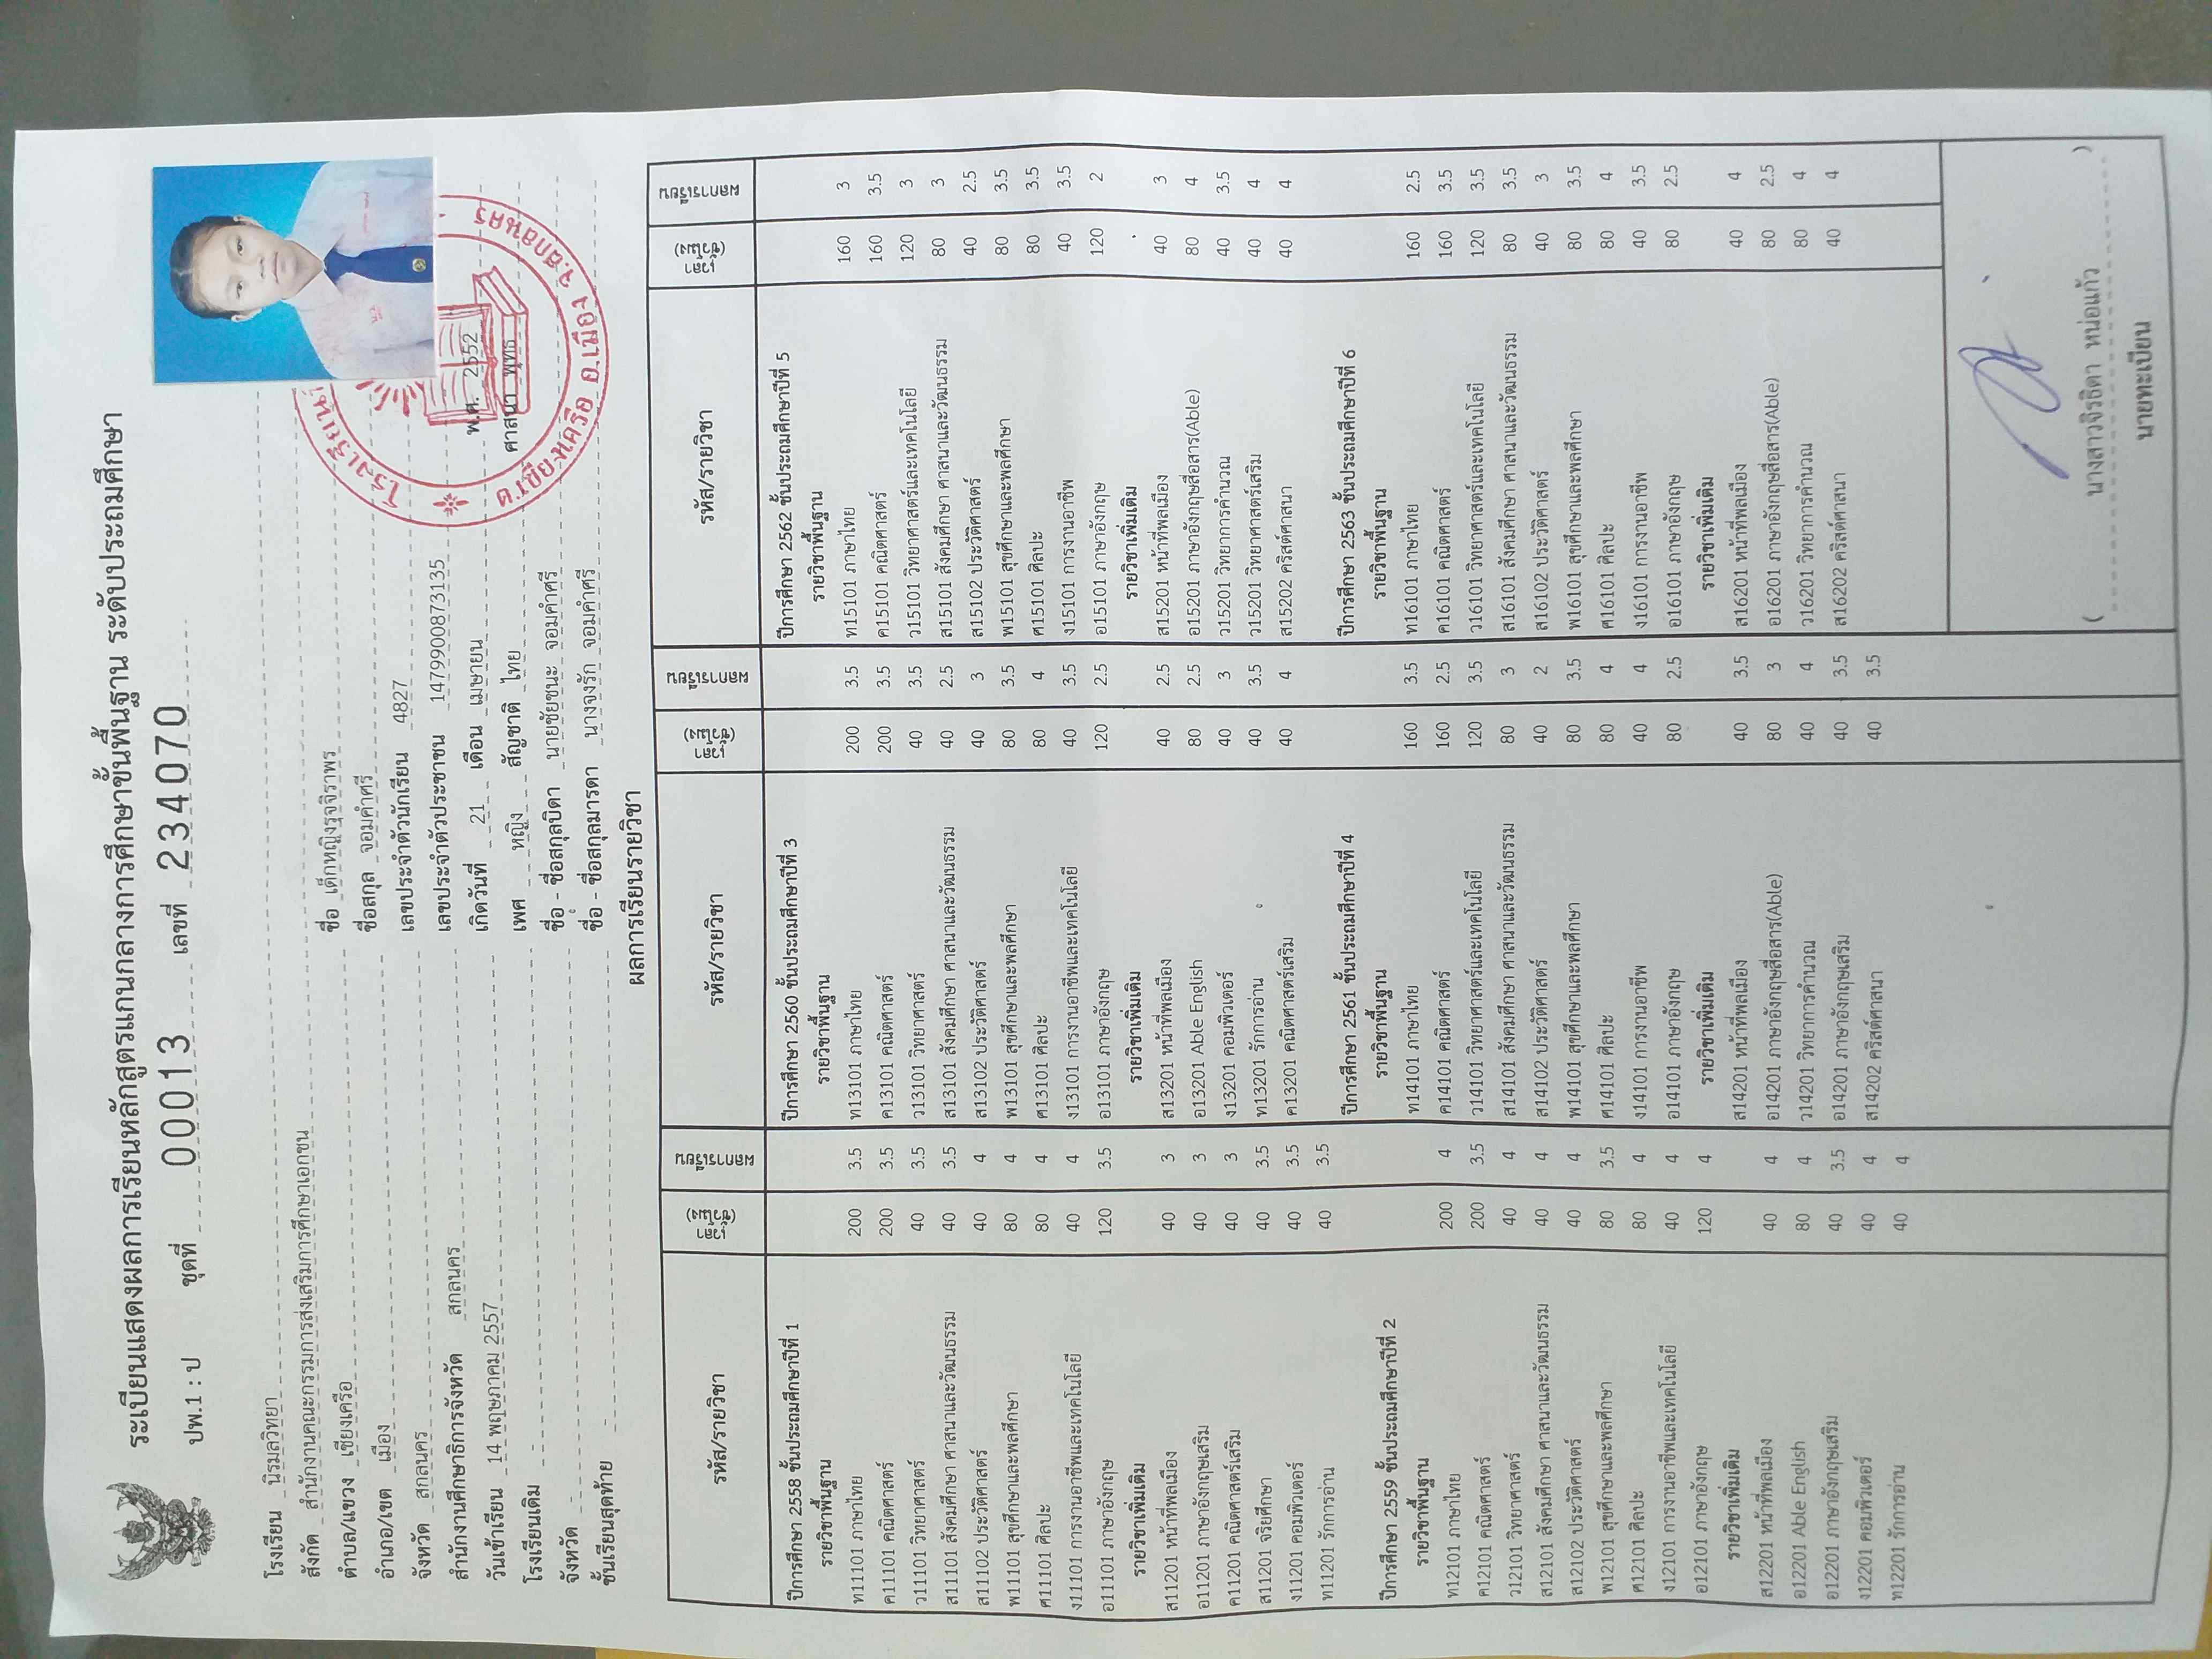 ระเบียนแสดงผลการเรียนหลักสูตรแกนกลางการศึกษาขั้นพื้นฐาน ระดับประถมศึกษา
ปพ.1 : ป ชุดที่ 00013 เลขที่ 234070
โรงเรียน นิรมลวิทยา
สังกัด สำนักงานคณะกรรมการส่งเสริมการศึกษาเอกชน
ตำบล/แขวง เชียงเครือ
อำเภอ/เขต เมือง
จังหวัด สกลนคร
สำนักงานศึกษาธิการจังหวัด สกลนคร
วันเข้าเรียน 14 พฤษภาคม 2557
โรงเรียนเดิม -
จังหวัด -
ชั้นเรียนสุดท้าย -
ชื่อ เด็กหญิงรุจจิราพร
ชื่อสกุล จอมคำศรี
เลขประจำตัวนักเรียน 4827
เลขประจำตัวประชาชน 1479900873135
เกิดวันที่ 21 เดือน เมษายน พ.ศ. 2552
เพศ หญิง สัญชาติ ไทย ศาสนา พุทธ
ชื่อ - ชื่อสกุลบิดา นายชัยชนะ จอมคำศรี
ชื่อ - ชื่อสกุลมารดา นางจงรัก จอมคำศรี
ต.เชียงเครือ อ.เมือง จ.สกลนคร
ผลการเรียนรายวิชา
รหัส/รายวิชา เวลา (ชั่วโมง) ผลการเรียน
ปีการศึกษา 2558 ชั้นประถมศึกษาปีที่ 1
รายวิชาพื้นฐาน
ท11101 ภาษาไทย 200 3.5
ค11101 คณิตศาสตร์ 200 3.5
ว11101 วิทยาศาสตร์ 40 3.5
ส11101 สังคมศึกษา ศาสนาและวัฒนธรรม 40 3.5
ส11102 ประวัติศาสตร์ 40 4
พ11101 สุขศึกษาและพลศึกษา 80 4
ศ11101 ศิลปะ 80 4
ง11101 การงานอาชีพและเทคโนโลยี 40 4
อ11101 ภาษาอังกฤษ 120 3.5
รายวิชาเพิ่มเติม
ส11201 หน้าที่พลเมือง 40 3
อ11201 ภาษาอังกฤษเสริม 40 3
ค11201 คณิตศาสตร์เสริม 40 3
ส11201 จริยศึกษา 40 3.5
ง11201 คอมพิวเตอร์ 40 3.5
ท11201 รักการอ่าน 40 3.5
ปีการศึกษา 2559 ชั้นประถมศึกษาปีที่ 2
รายวิชาพื้นฐาน
ท12101 ภาษาไทย 200 4
ค12101 คณิตศาสตร์ 200 3.5
ว12101 วิทยาศาสตร์ 40 4
ส12101 สังคมศึกษา ศาสนาและวัฒนธรรม 40 4
ส12102 ประวัติศาสตร์ 40 4
พ12101 สุขศึกษาและพลศึกษา 80 3.5
ศ12101 ศิลปะ 80 4
ง12101 การงานอาชีพและเทคโนโลยี 40 4
อ12101 ภาษาอังกฤษ 120 4
รายวิชาเพิ่มเติม
ส12201 หน้าที่พลเมือง 40 4
อ12201 Able English 80 4
อ12201 ภาษาอังกฤษเสริม 40 3.5
ง12201 คอมพิวเตอร์ 40 4
ท12201 รักการอ่าน 40 4
รหัส/รายวิชา เวลา (ชั่วโมง) ผลการเรียน
ปีการศึกษา 2560 ชั้นประถมศึกษาปีที่ 3
รายวิชาพื้นฐาน
ท13101 ภาษาไทย 200 3.5
ค13101 คณิตศาสตร์ 200 3.5
ว13101 วิทยาศาสตร์ 40 3.5
ส13101 สังคมศึกษา ศาสนาและวัฒนธรรม 40 2.5
ส13102 ประวัติศาสตร์ 40 3
พ13101 สุขศึกษาและพลศึกษา 80 3.5
ศ13101 ศิลปะ 80 4
ง13101 การงานอาชีพและเทคโนโลยี 40 3.5
อ13101 ภาษาอังกฤษ 120 2.5
รายวิชาเพิ่มเติม
ส13201 หน้าที่พลเมือง 40 2.5
อ13201 Able English 80 2.5
ง13201 คอมพิวเตอร์ 40 3
ท13201 รักการอ่าน 40 3.5
ค13201 คณิตศาสตร์เสริม 40 4
ปีการศึกษา 2561 ชั้นประถมศึกษาปีที่ 4
รายวิชาพื้นฐาน
ท14101 ภาษาไทย 160 3.5
ค14101 คณิตศาสตร์ 160 2.5
ว14101 วิทยาศาสตร์และเทคโนโลยี 120 3.5
ส14101 สังคมศึกษา ศาสนาและวัฒนธรรม 80 3
ส14102 ประวัติศาสตร์ 40 2
พ14101 สุขศึกษาและพลศึกษา 80 3.5
ศ14101 ศิลปะ 80 4
ง14101 การงานอาชีพ 40 4
อ14101 ภาษาอังกฤษ 80 2.5
รายวิชาเพิ่มเติม
ส14201 หน้าที่พลเมือง 40 3.5
อ14201 ภาษาอังกฤษสื่อสาร(Able) 80 3
ว14201 วิทยาการคำนวณ 40 4
อ14201 ภาษาอังกฤษเสริม 40 3.5
ส14202 คริสต์ศาสนา 40 3.5
รหัส/รายวิชา เวลา (ชั่วโมง) ผลการเรียน
ปีการศึกษา 2562 ชั้นประถมศึกษาปีที่ 5
รายวิชาพื้นฐาน
ท15101 ภาษาไทย 160 3
ค15101 คณิตศาสตร์ 160 3.5
ว15101 วิทยาศาสตร์และเทคโนโลยี 120 3
ส15101 สังคมศึกษา ศาสนาและวัฒนธรรม 80 3
ส15102 ประวัติศาสตร์ 40 2.5
พ15101 สุขศึกษาและพลศึกษา 80 3.5
ศ15101 ศิลปะ 80 3.5
ง15101 การงานอาชีพ 40 3.5
อ15101 ภาษาอังกฤษ 120 2
รายวิชาเพิ่มเติม
ส15201 หน้าที่พลเมือง 40 3
อ15201 ภาษาอังกฤษสื่อสาร(Able) 80 4
ว15201 วิทยาการคำนวณ 40 3.5
ว15201 วิทยาศาสตร์เสริม 40 4
ส15202 คริสต์ศาสนา 40 4
ปีการศึกษา 2563 ชั้นประถมศึกษาปีที่ 6
รายวิชาพื้นฐาน
ท16101 ภาษาไทย 160 2.5
ค16101 คณิตศาสตร์ 160 3.5
ว16101 วิทยาศาสตร์และเทคโนโลยี 120 3.5
ส16101 สังคมศึกษา ศาสนาและวัฒนธรรม 80 3.5
ส16102 ประวัติศาสตร์ 40 3
พ16101 สุขศึกษาและพลศึกษา 80 3.5
ศ16101 ศิลปะ 80 4
ง16101 การงานอาชีพ 40 3.5
อ16101 ภาษาอังกฤษ 80 2.5
รายวิชาเพิ่มเติม
ส16201 หน้าที่พลเมือง 40 4
อ16201 ภาษาอังกฤษสื่อสาร(Able) 80 2.5
ว16201 วิทยาการคำนวณ 80 4
ส16202 คริสต์ศาสนา 40 4
( นางสาวจิรธิดา หน่อแก้ว )
นายทะเบียน